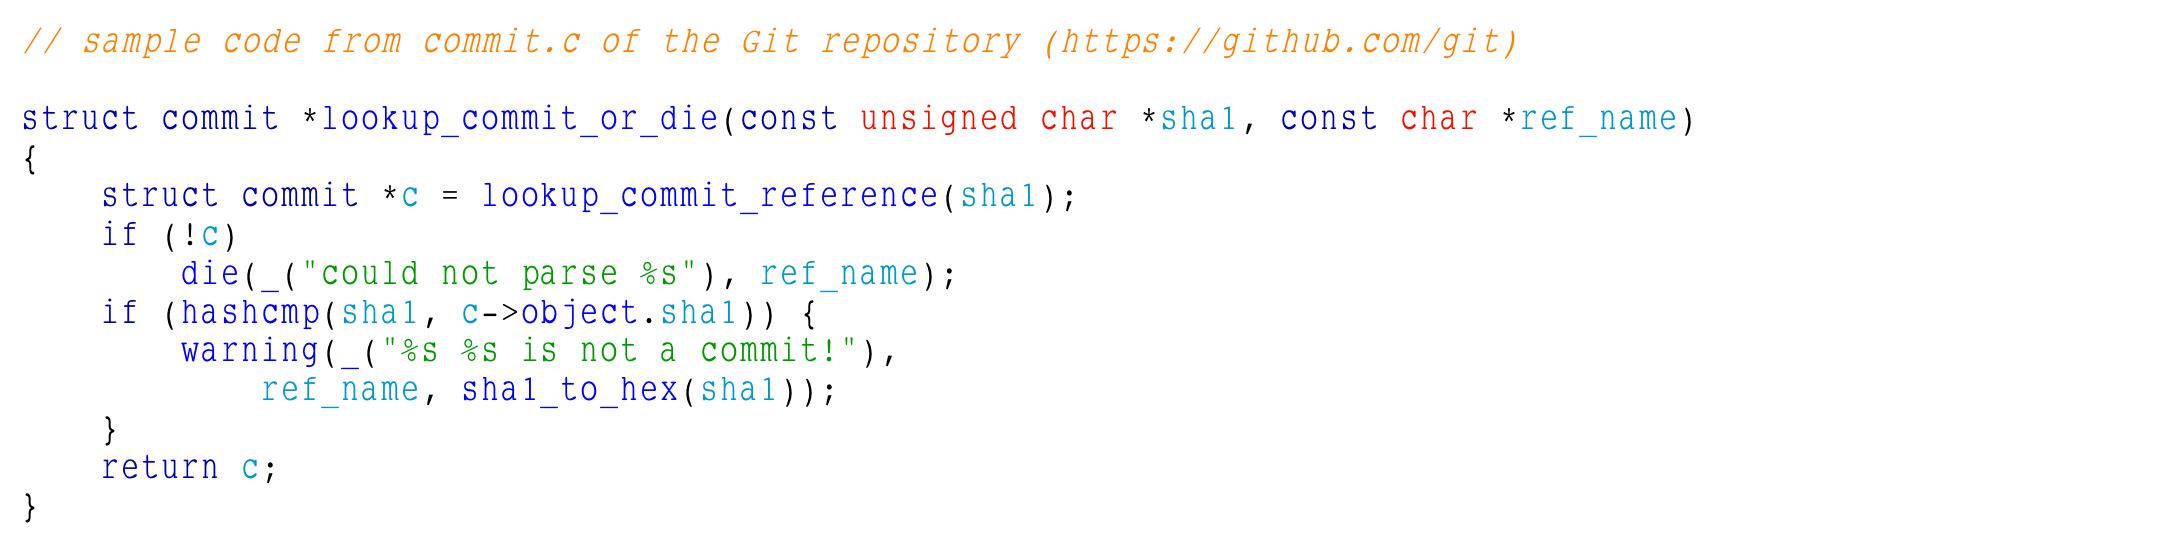 // sample code from commit.c of the Git repository (https://github.com/git)

struct commit *lookup_commit_or_die(const unsigned char *sha1, const char *ref_name)
{
    struct commit *c = lookup_commit_reference(sha1);
    if (!c)
        die(_("could not parse %s"), ref_name);
    if (hashcmp(sha1, c->object.sha1)) {
        warning(_("%s %s is not a commit!"),
            ref_name, sha1_to_hex(sha1));
    }
    return c;
}